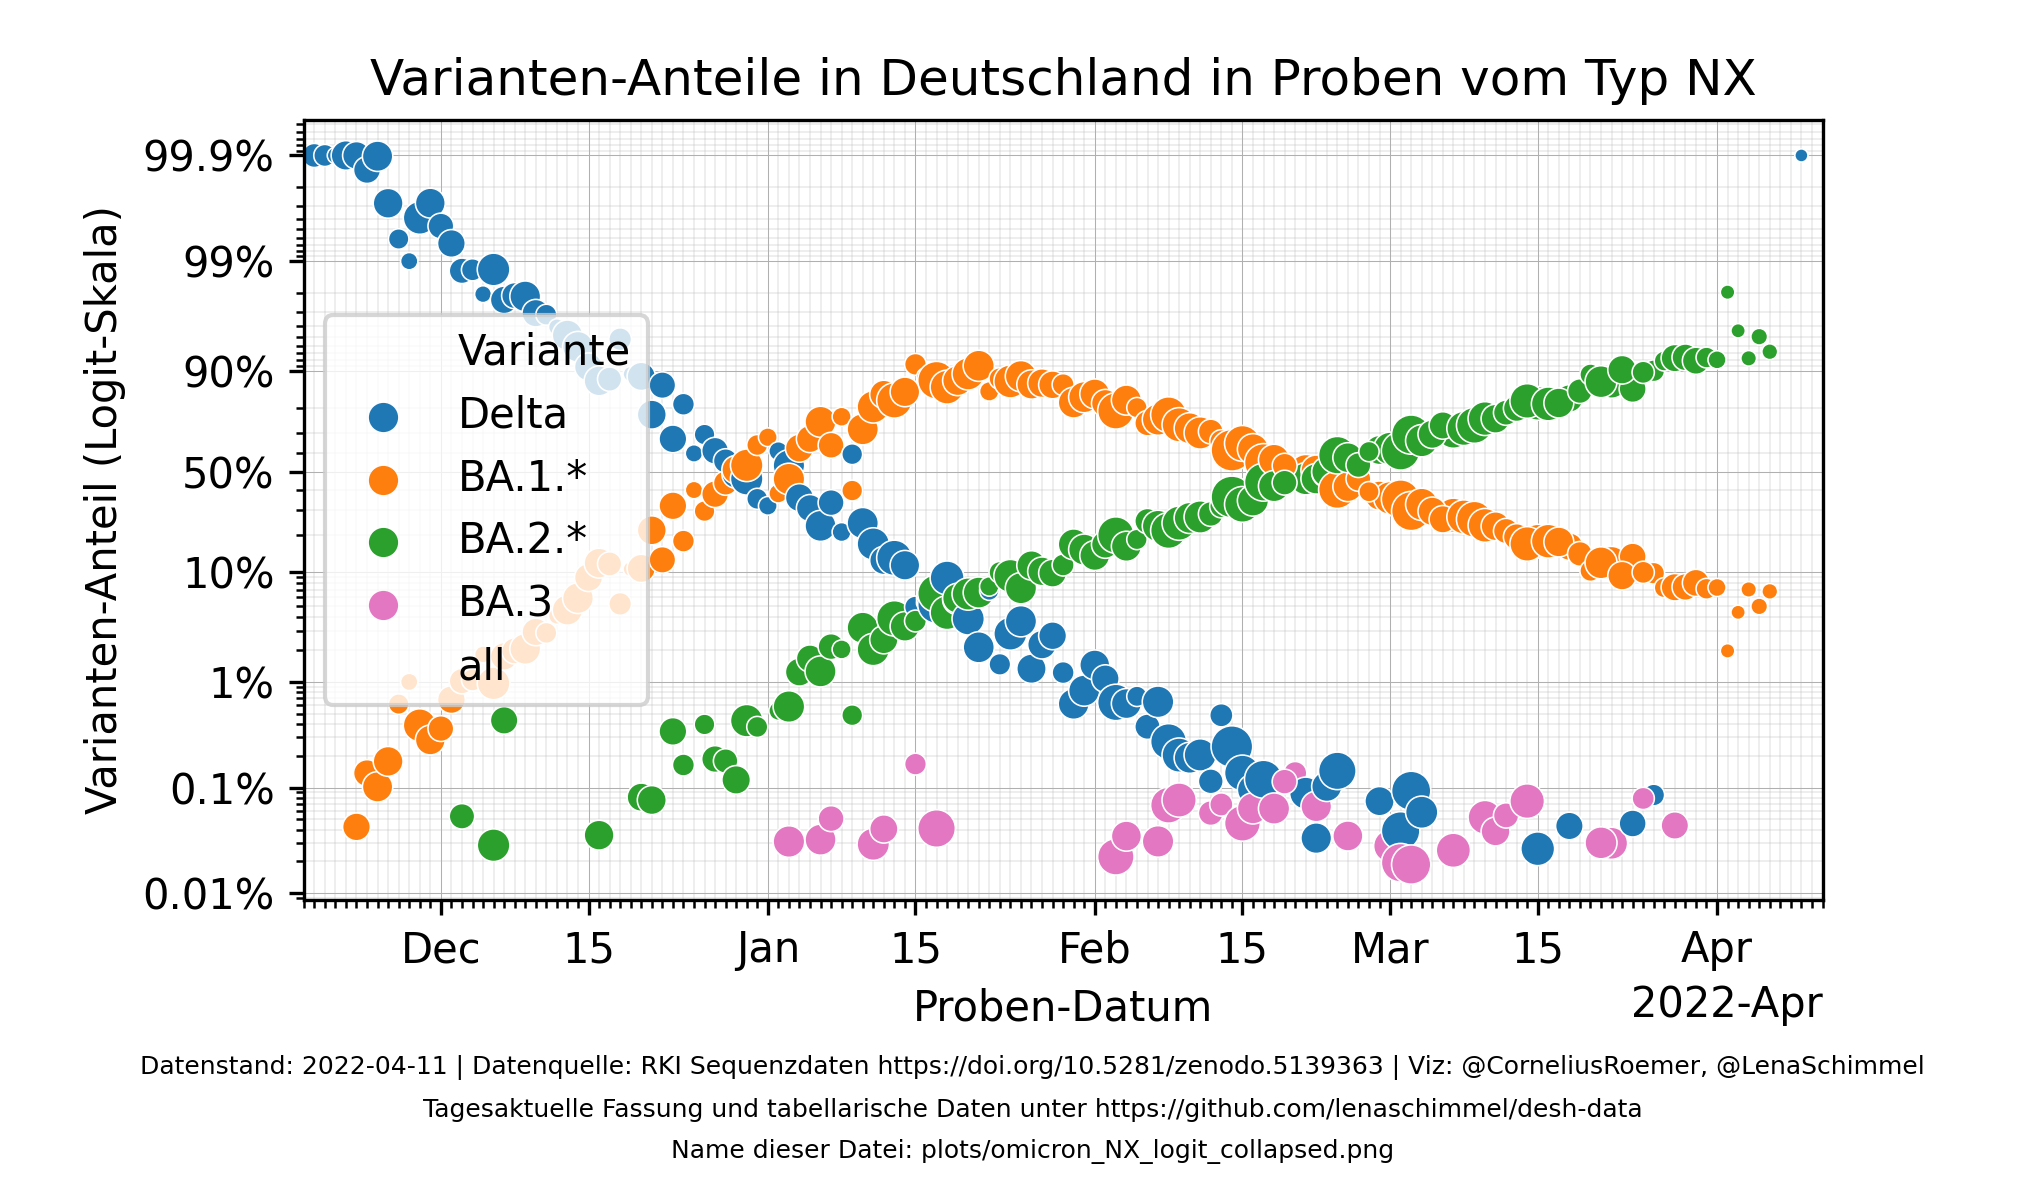 Varianten-Anteile in Deutschland in Proben vom Typ NX
Varianten-Anteil (Logit-Skala)
99.9%
99%
90%
50%
10%
1%
0.1%
0.01%
Variante
Delta
BA.1.*
BA.2.*
BA.3
all
Dec 15 Jan 15 Feb 15 Mar 15 Apr
2022-Apr
Proben-Datum
Datenstand: 2022-04-11 | Datenquelle: RKI Sequenzdaten https://doi.org/10.5281/zenodo.5139363 | Viz: @CorneliusRoemer, @LenaSchimmel
Tagesaktuelle Fassung und tabellarische Daten unter https://github.com/lenaschimmel/desh-data
Name dieser Datei: plots/omicron_NX_logit_collapsed.png